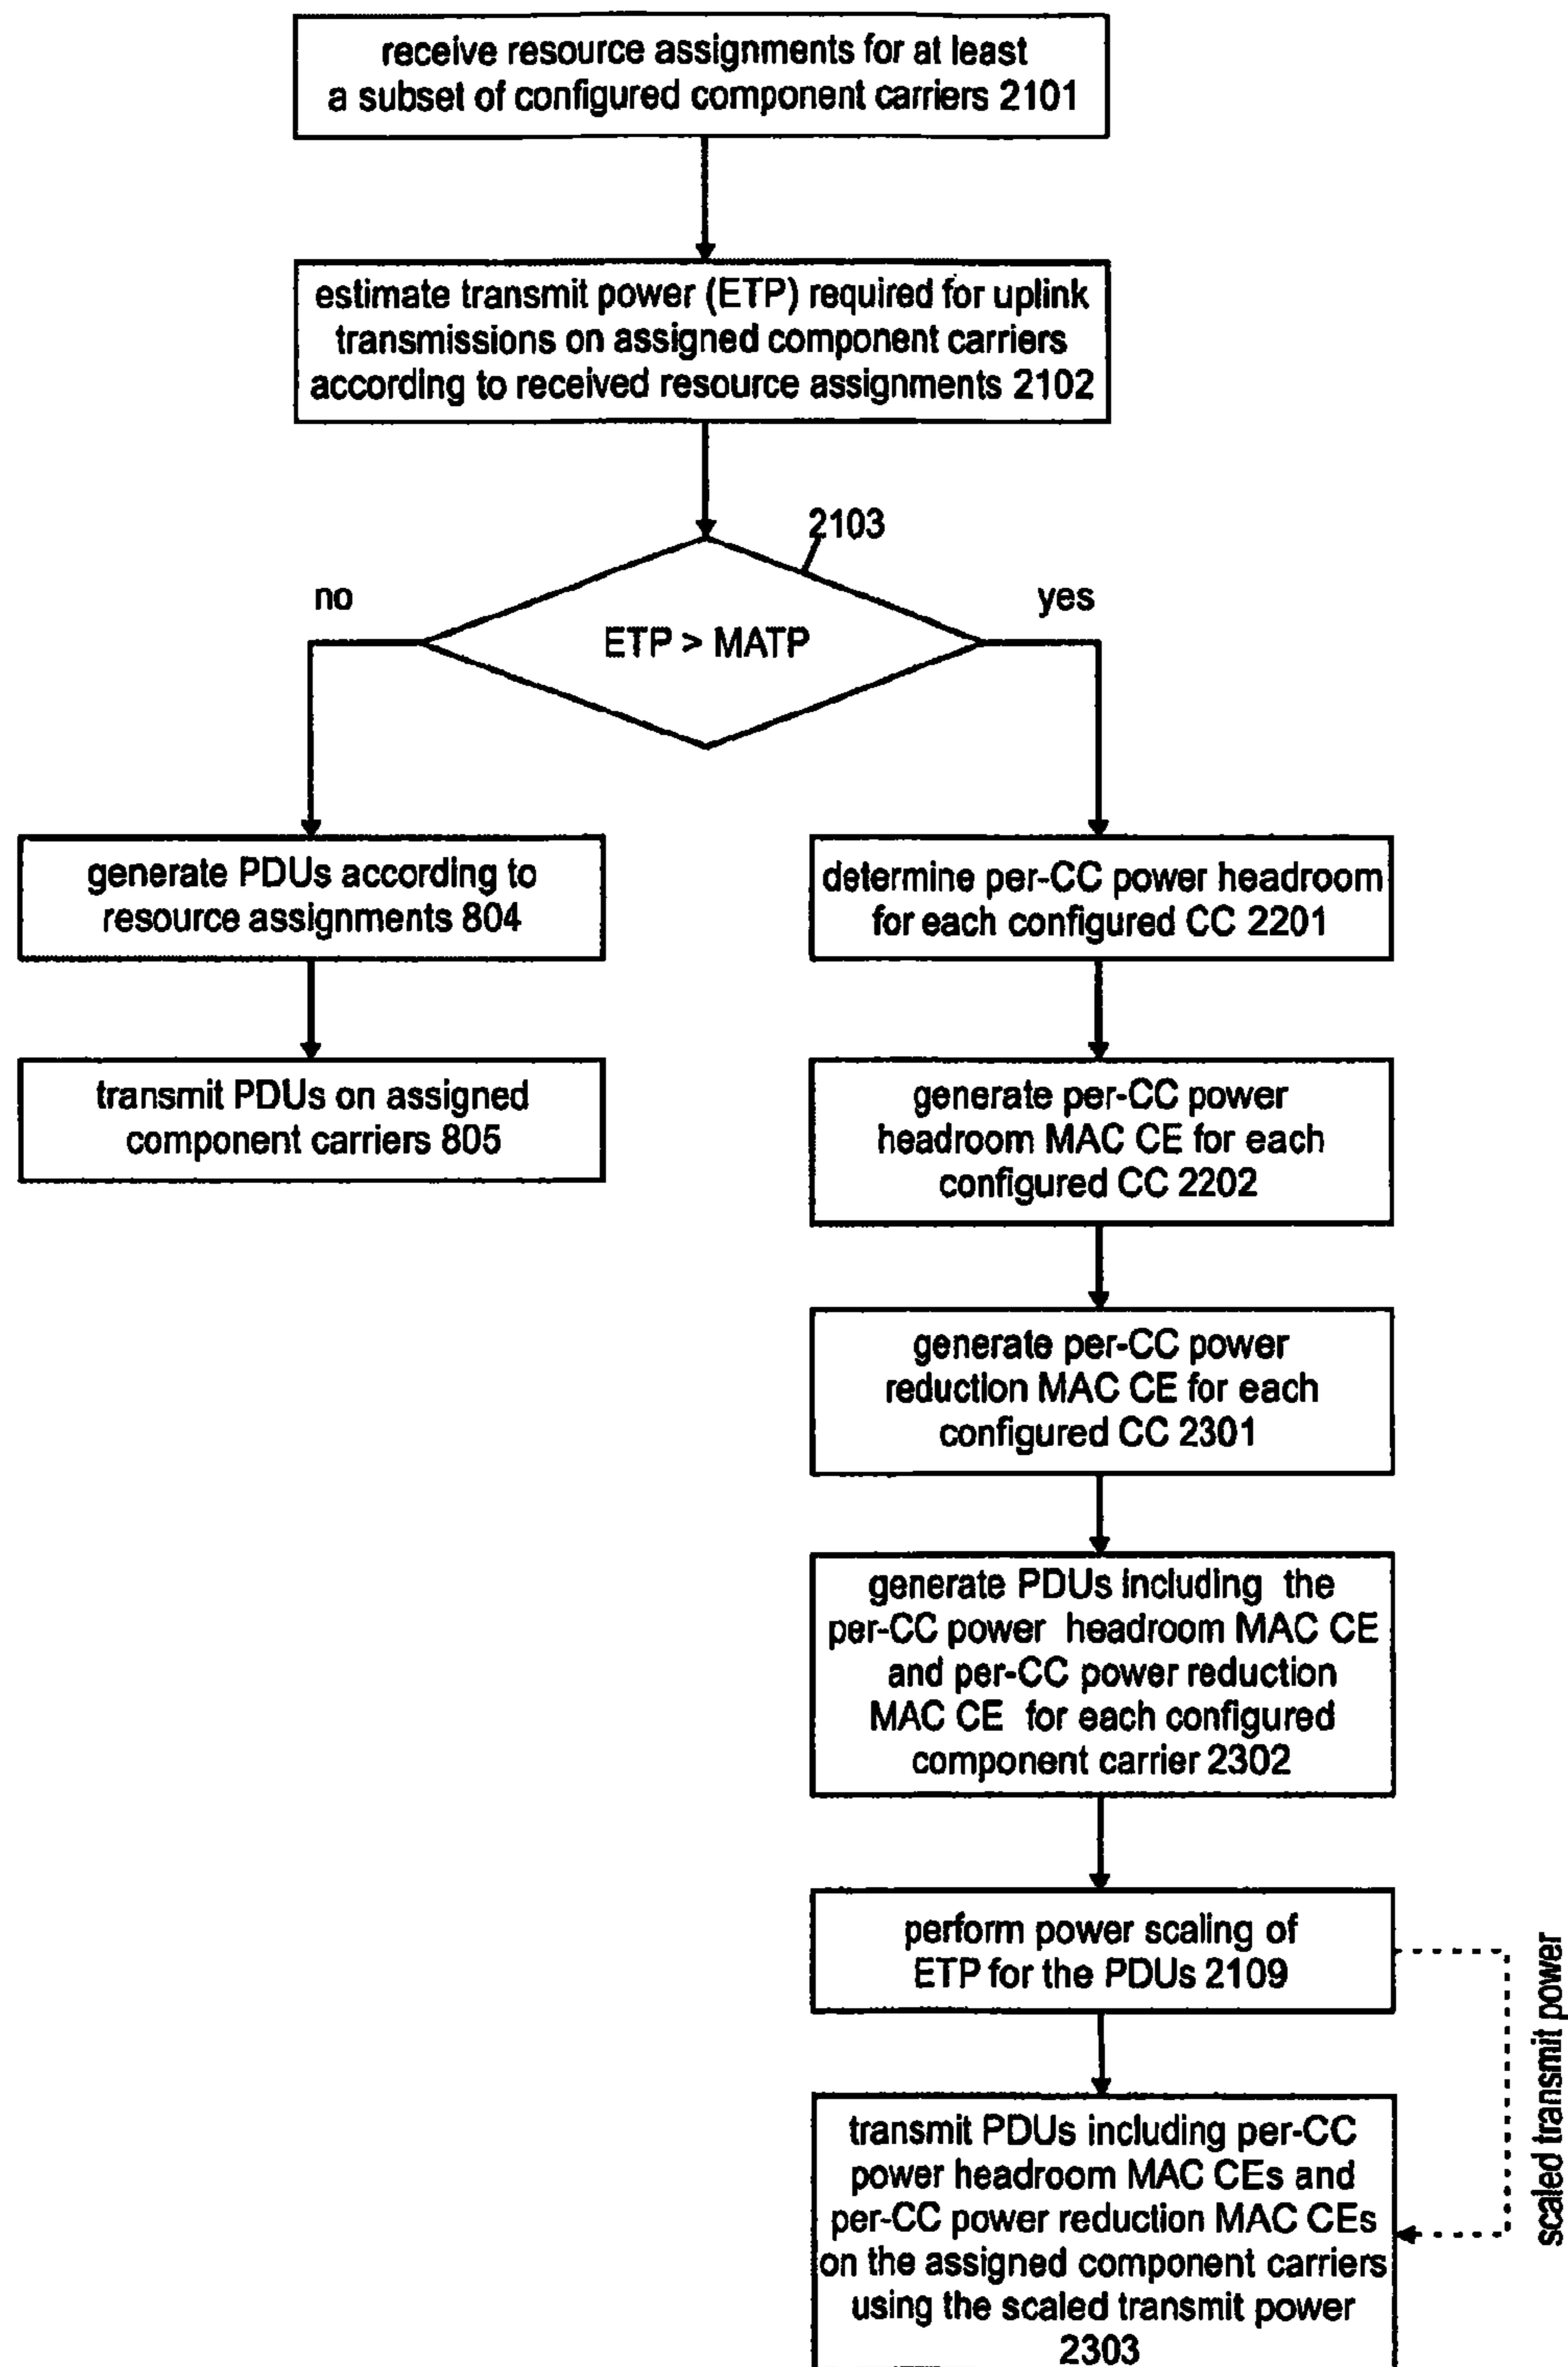 receive resource assignments for at least
a subset of configured component carriers 2101
estimate transmit power (ETP) required for uplink
transmissions on assigned component carriers
according to received resource assignments 2102
2103
no
yes
ETP > MATP
generate PDUs according to
resource assignments 804
transmit PDUs on assigned
component carriers 805
determine per-CC power headroom
for each configured CC 2201
generate per-CC power
headroom MAC CE for each
configured CC 2202
generate per-CC power
reduction MAC CE for each
configured CC 2301
generate PDUs including the
per-CC power headroom MAC CE
and per-CC power reduction
MAC CE for each configured
component carrier 2302
perform power scaling of
ETP for the PDUs 2109
scaled transmit power
transmit PDUs including per-CC
power headroom MAC CEs and
per-CC power reduction MAC CEs
on the assigned component carriers
using the scaled transmit power
2303